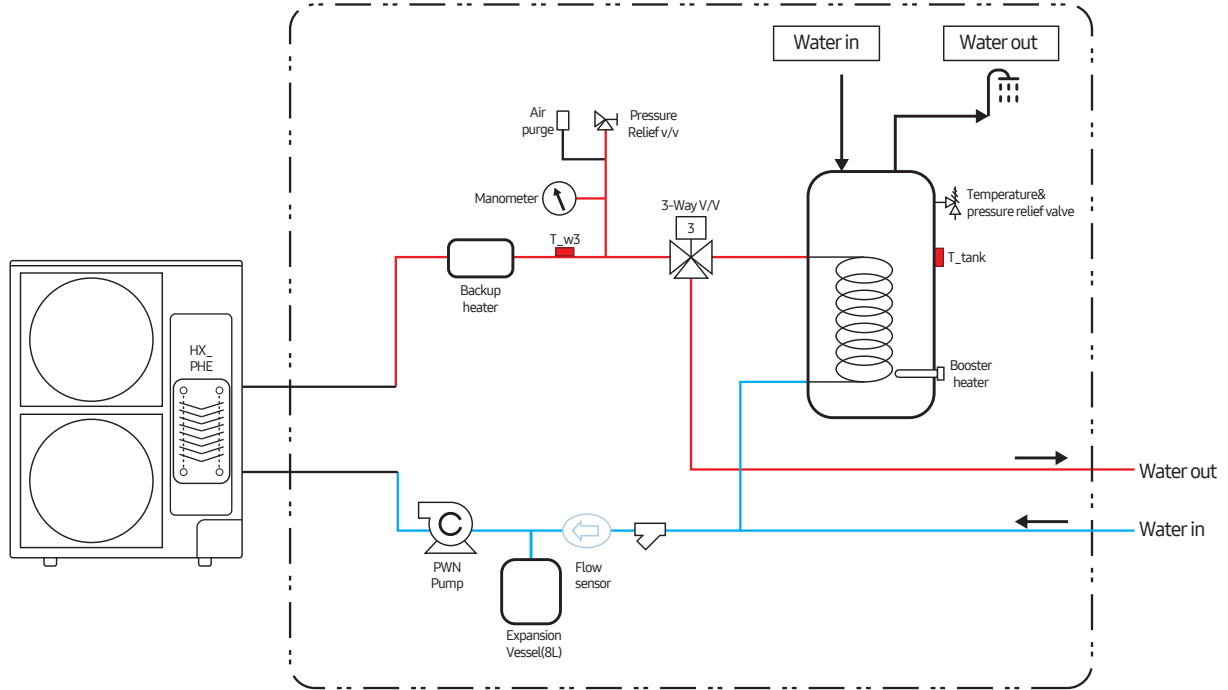 Water in
Water out
Air
purge
Pressure
Relief v/v
Manometer
3-Way V/V
3
Temperature&
pressure relief valve
T_w3
T_tank
Backup
heater
HX_
PHE
Booster
heater
Water out
Water in
PWN
Pump
Flow
sensor
Expansion
Vessel(8L)